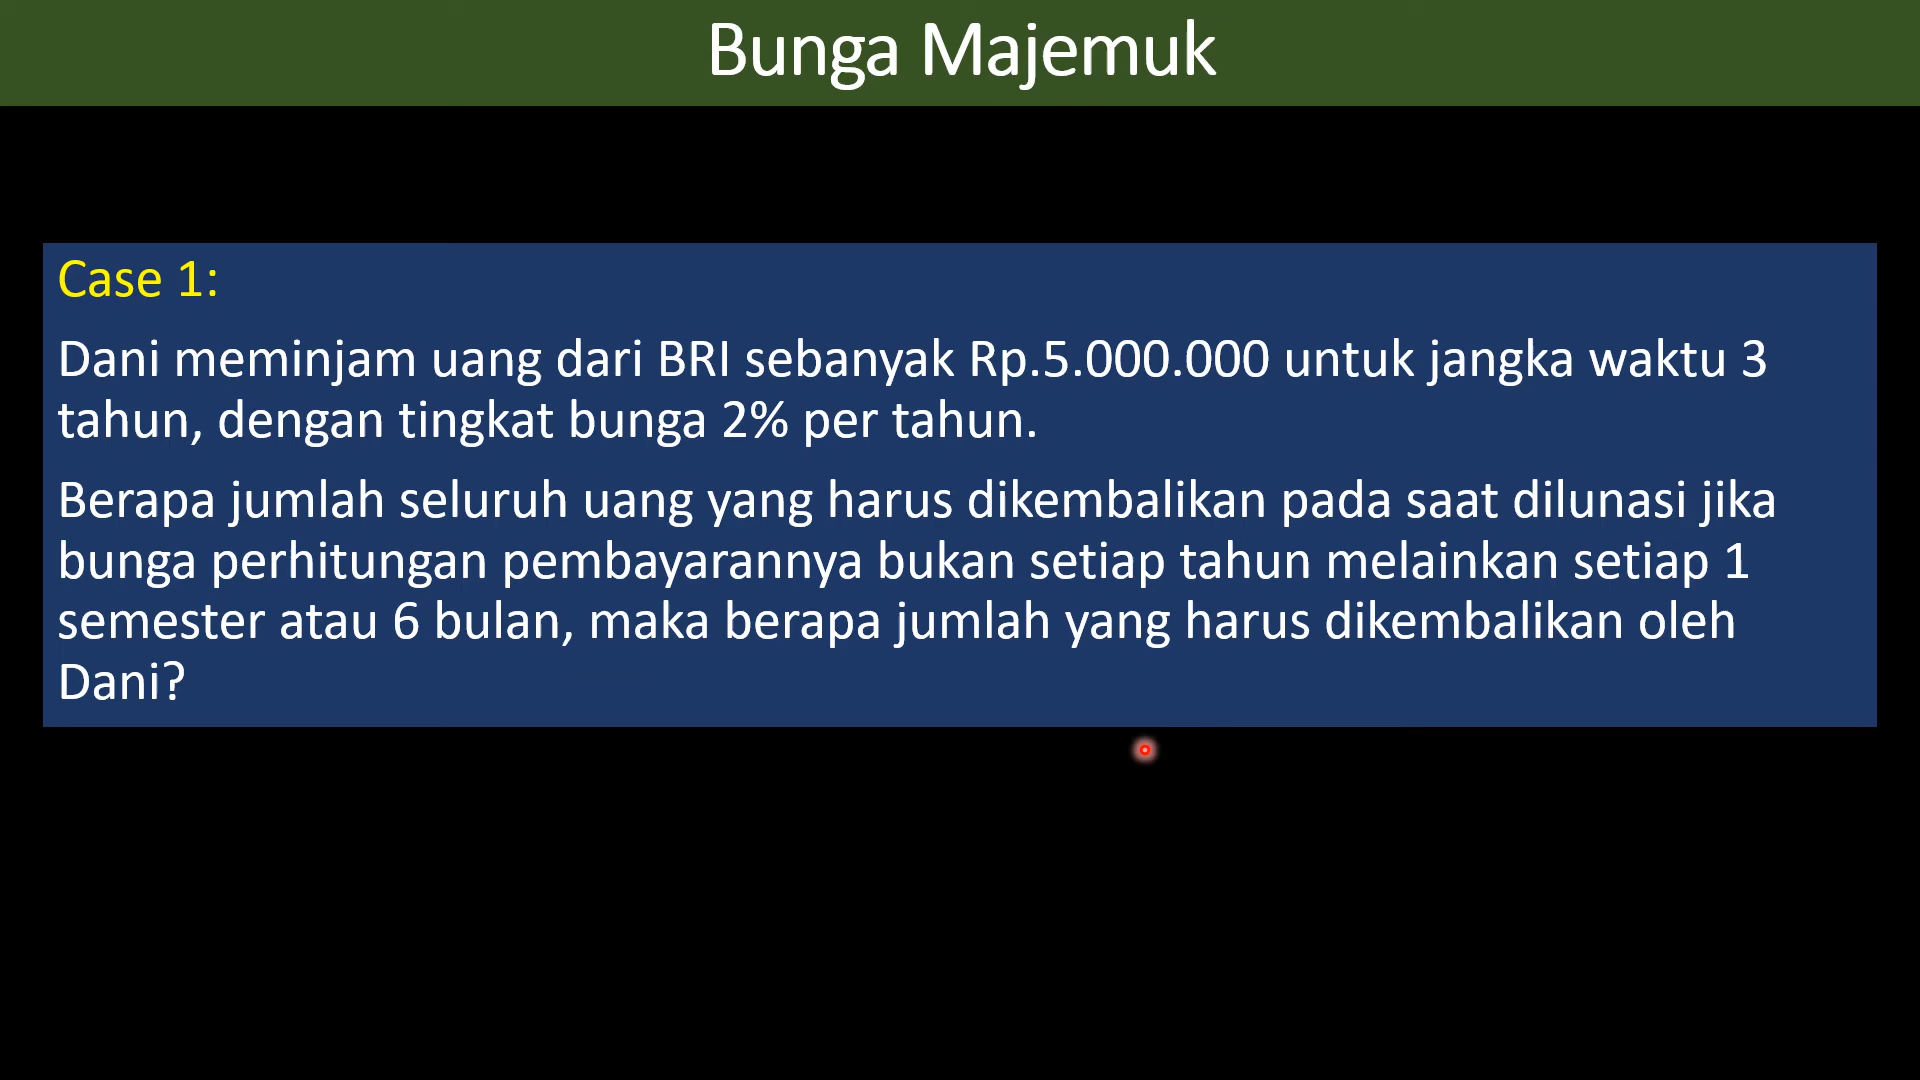 Bunga Majemuk
Case 1:
Dani meminjam uang dari BRI sebanyak Rp.5.000.000 untuk jangka waktu 3
tahun, dengan tingkat bunga 2% per tahun.
Berapa jumlah seluruh uang yang harus dikembalikan pada saat dilunasi jika
bunga perhitungan pembayarannya bukan setiap tahun melainkan setiap 1
semester atau 6 bulan, maka berapa jumlah yang harus dikembalikan oleh
Dani?